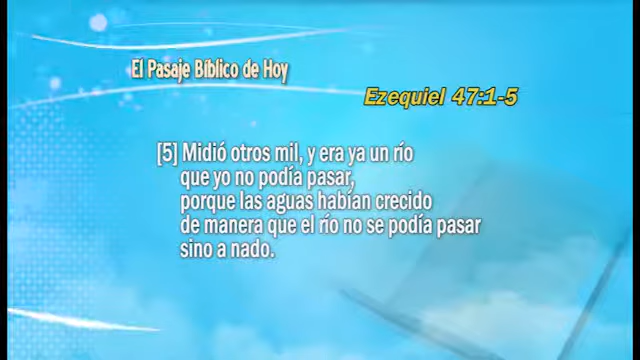 El Pasaje Bíblico de Hoy
Ezequiel 47:1-5
[5] Midió otros mil, y era ya un río
que yo no podía pasar,
porque las aguas habían crecido
de manera que el río no se podía pasar
sino a nado.